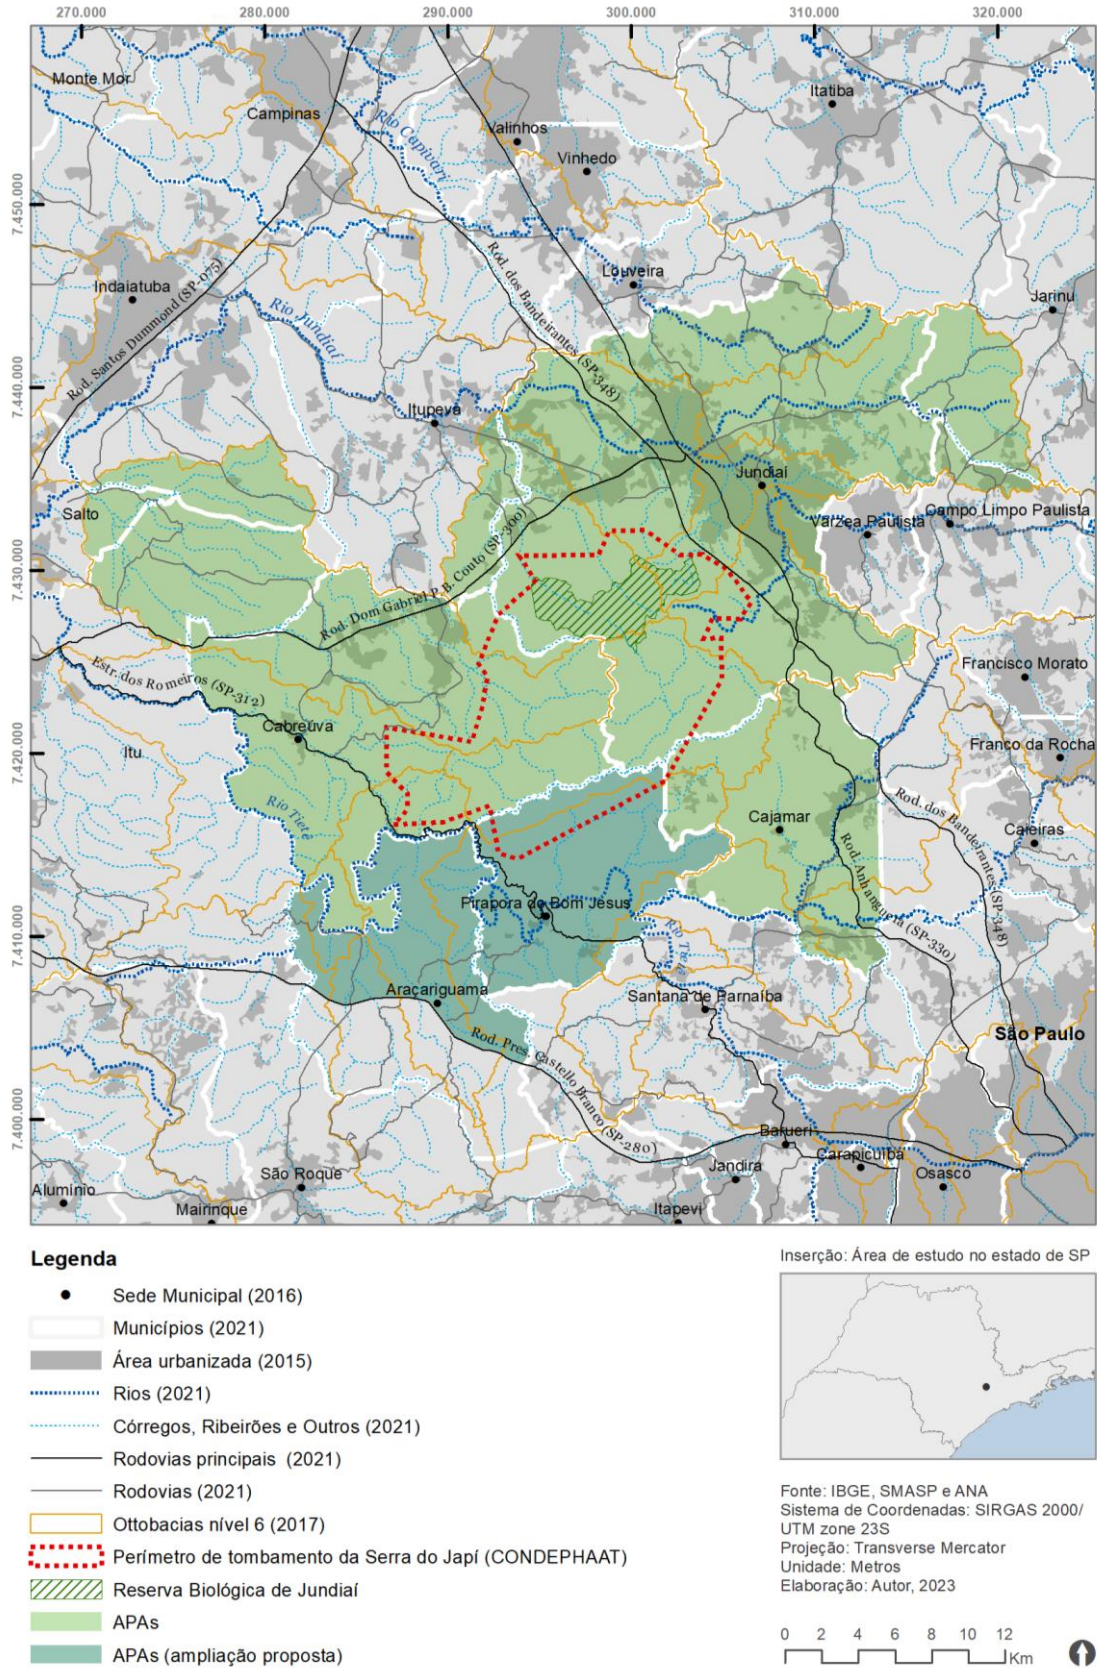 270.000 280.000 290.000 300.000 310.000 320.000
7.450.000
7.440.000
7.430.000
7.420.000
7.410.000
7.400.000
Monte Mor
Campinas
Rio Capivari
Valinhos
Vinhedo
Itatiba
Indaiatuba
Rod. Santos Dummond (SP-075)
Rio Jundiaí
Rod. dos Bandeirantes (SP-348)
Louveira
Jarinu
Itupeva
Jundiaí
Salto
Várzea Paulista
Campo Limpo Paulista
Rod. Dom Gabriel P.B. Couto (SP-300)
Estr. dos Romeiros (SP-312)
Francisco Morato
Cabreúva
Itu
Franco da Rocha
Rio Tietê
Cajamar
Rod. dos Bandeirantes (SP-348)
Caieiras
Rod. Anhanguera (SP-330)
Pirapora do Bom Jesus
Rio Tietê
Araçariguama
Santana de Parnaíba
Rod. Pres. Castello Branco (SP-280)
São Paulo
Barueri
Carapicuíba
Jandira
Osasco
São Roque
Alumínio
Mairinque
Itapevi
Legenda
Sede Municipal (2016)
Municípios (2021)
Área urbanizada (2015)
Rios (2021)
Córregos, Ribeirões e Outros (2021)
Rodovias principais (2021)
Rodovias (2021)
Ottobacias nível 6 (2017)
Perímetro de tombamento da Serra do Japí (CONDEPHAAT)
Reserva Biológica de Jundiaí
APAs
APAs (ampliação proposta)
Inserção: Área de estudo no estado de SP
Fonte: IBGE, SMASP e ANA
Sistema de Coordenadas: SIRGAS 2000/
UTM zone 23S
Projeção: Transverse Mercator
Unidade: Metros
Elaboração: Autor, 2023
0 2 4 6 8 10 12
Km